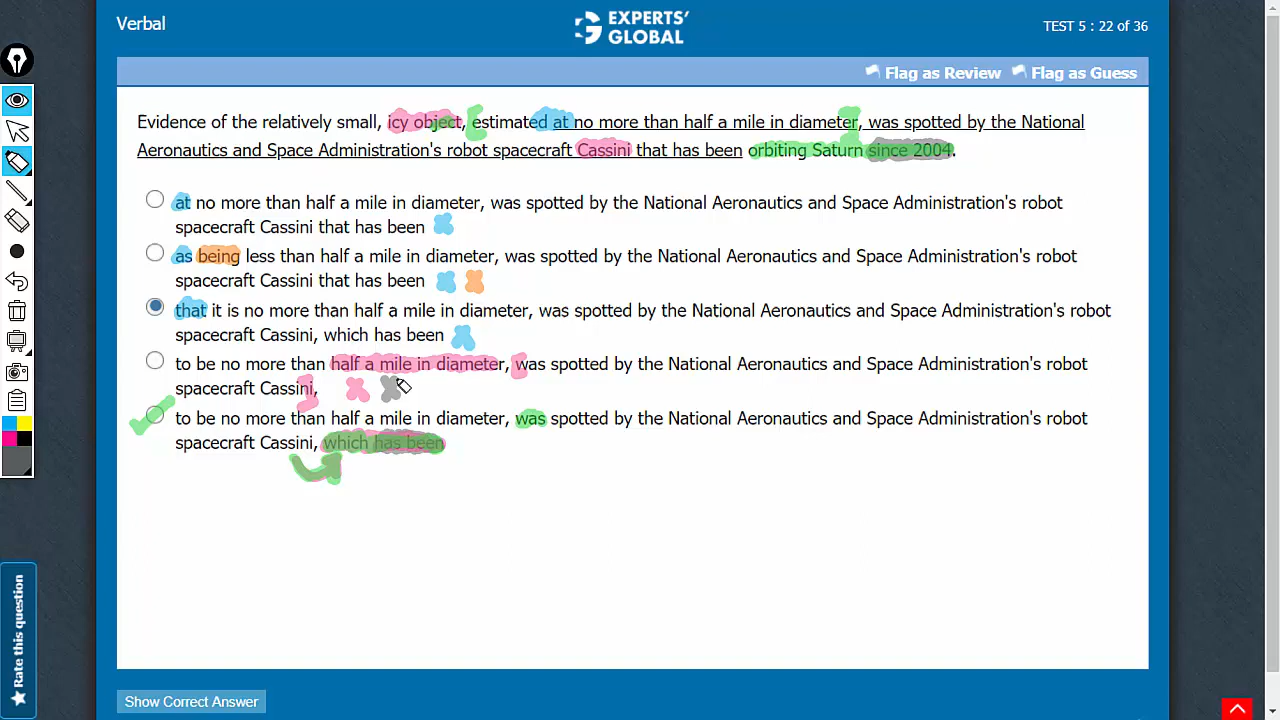 Verbal
EXPERTS'
GLOBAL
TEST 5 : 22 of 36
Flag as Review
Flag as Guess
Evidence of the relatively small, icy object, estimated at no more than half a mile in diameter, was spotted by the National
Aeronautics and Space Administration's robot spacecraft Cassini that has been orbiting Saturn since 2004.
at no more than half a mile in diameter, was spotted by the National Aeronautics and Space Administration's robot
spacecraft Cassini that has been
as being less than half a mile in diameter, was spotted by the National Aeronautics and Space Administration's robot
spacecraft Cassini that has been
that it is no more than half a mile in diameter, was spotted by the National Aeronautics and Space Administration's robot
spacecraft Cassini, which has been
to be no more than half a mile in diameter, was spotted by the National Aeronautics and Space Administration's robot
spacecraft Cassini,
to be no more than half a mile in diameter, was spotted by the National Aeronautics and Space Administration's robot
spacecraft Cassini, which has been
Rate this question
Show Correct Answer